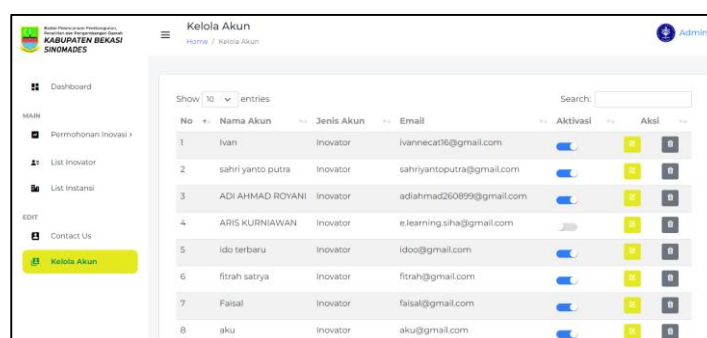 Badan Perencanaan Pembangunan,
Penelitian dan Pengembangan Daerah
KABUPATEN BEKASI
SINOMADES
Kelola Akun
Home / Kelola Akun
Admin
Dashboard
MAIN
Permohonan Inovasi >
List Inovator
List Instansi
EDIT
Contact Us
Kelola Akun
Show 10 entries
Search:
No Nama Akun Jenis Akun Email Aktivasi Aksi
1 Ivan Inovator ivannecat16@gmail.com
2 sahri yanto putra Inovator sahriyantoputra@gmail.com
3 ADI AHMAD ROYANI Inovator adiahmad260899@gmail.com
4 ARIS KURNIAWAN Inovator e.learning.siha@gmail.com
5 ido terbaru Inovator idoo@gmail.com
6 fitrah satrya Inovator fitrah@gmail.com
7 Faisal Inovator faisal@gmail.com
8 aku Inovator aku@gmail.com